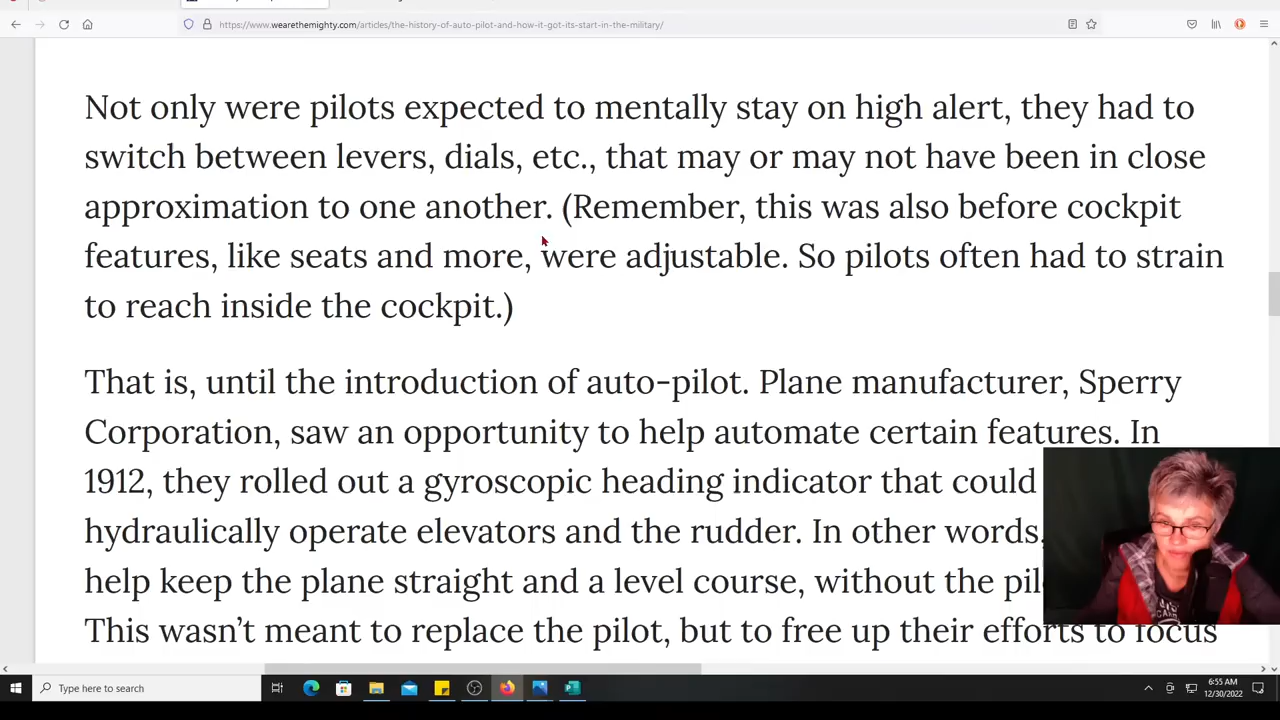 https://www.wearethemighty.com/articles/the-history-of-auto-pilot-and-how-it-got-its-start-in-the-military/
Not only were pilots expected to mentally stay on high alert, they had to
switch between levers, dials, etc., that may or may not have been in close
approximation to one another. (Remember, this was also before cockpit
features, like seats and more, were adjustable. So pilots often had to strain
to reach inside the cockpit.)
That is, until the introduction of auto-pilot. Plane manufacturer, Sperry
Corporation, saw an opportunity to help automate certain features. In
1912, they rolled out a gyroscopic heading indicator that could
hydraulically operate elevators and the rudder. In other words,
help keep the plane straight and a level course, without the
This wasn't meant to replace the pilot, but to free up their efforts to focus
Type here to search
6:55 AM
12/30/2022